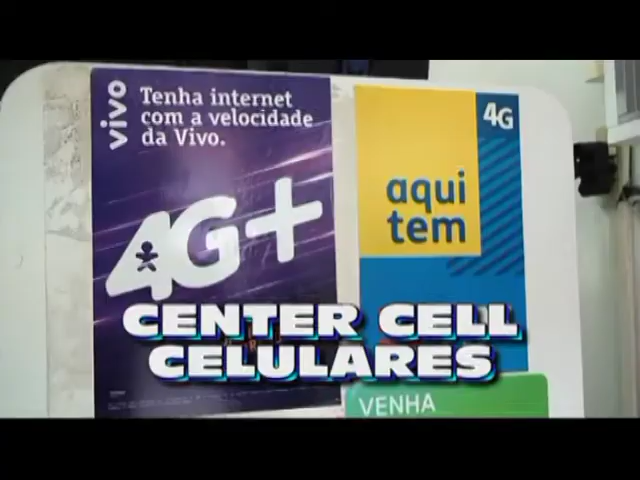 vivo
Tenha internet
com a velocidade
da Vivo.
4G+
4G
aqui
tem
CENTER CELL
CELULARES
VENHA